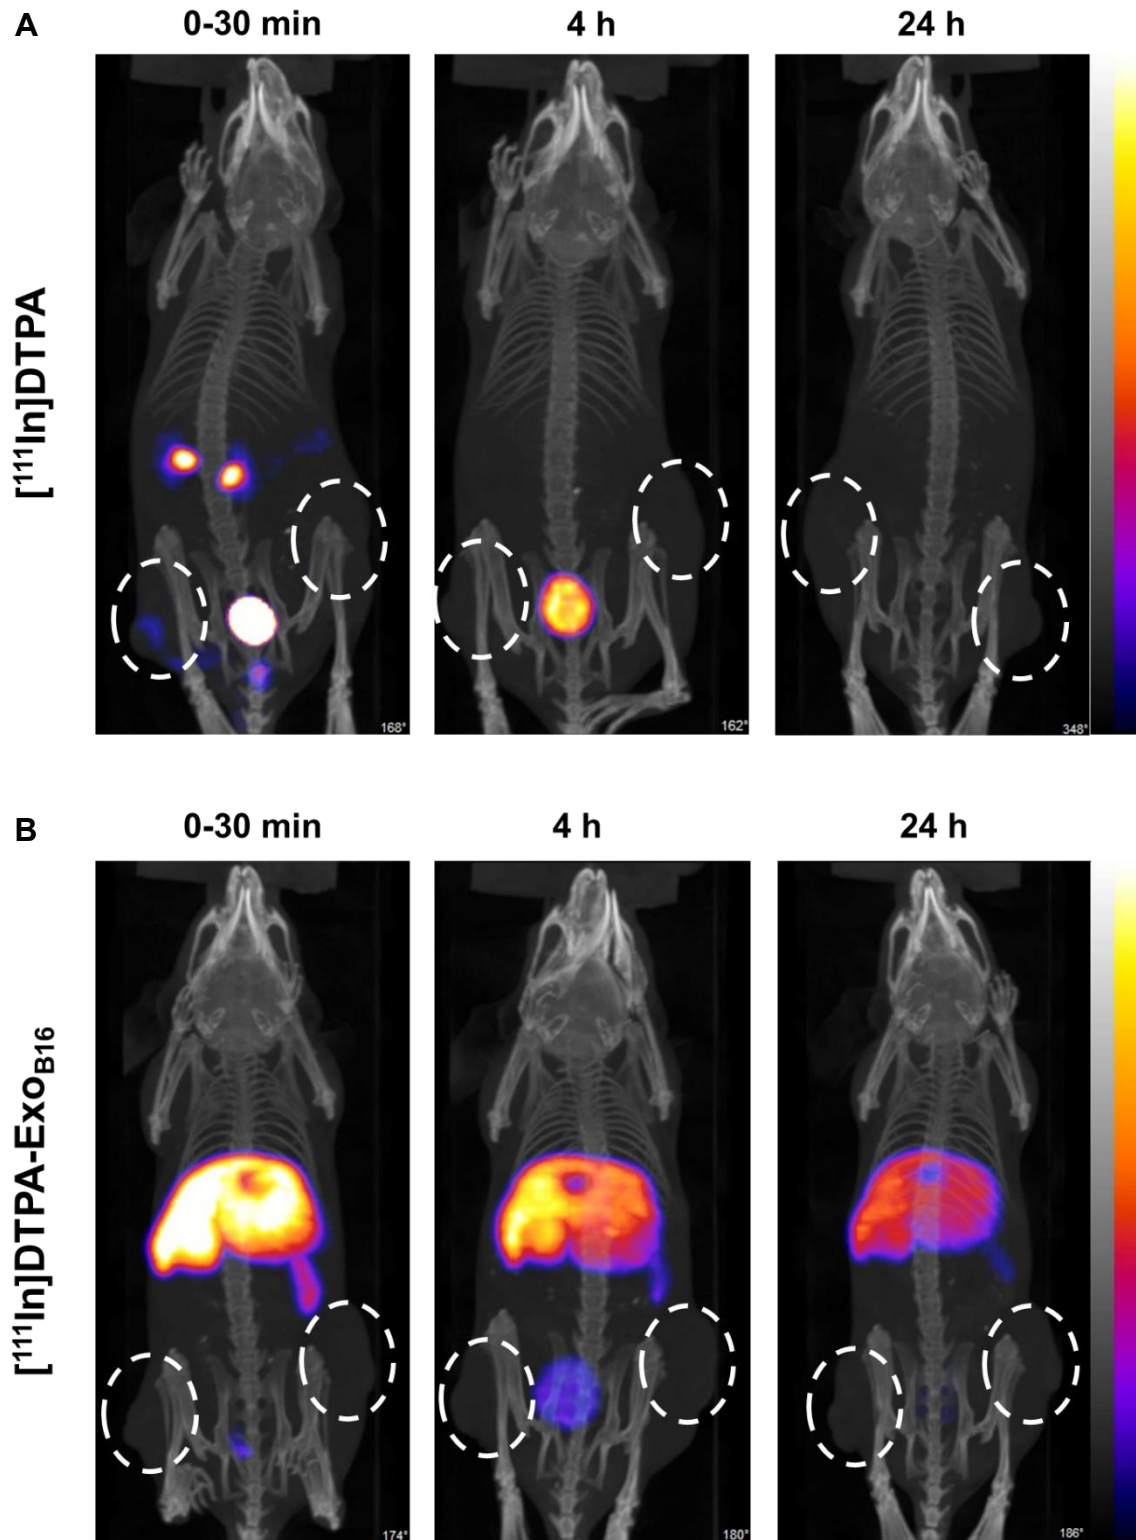 A
0-30 min
4 h
24 h
[¹¹¹In]DTPA
168°
162°
348°
B
0-30 min
4 h
24 h
[¹¹¹In]DTPA-Exo_B16
174°
180°
186°